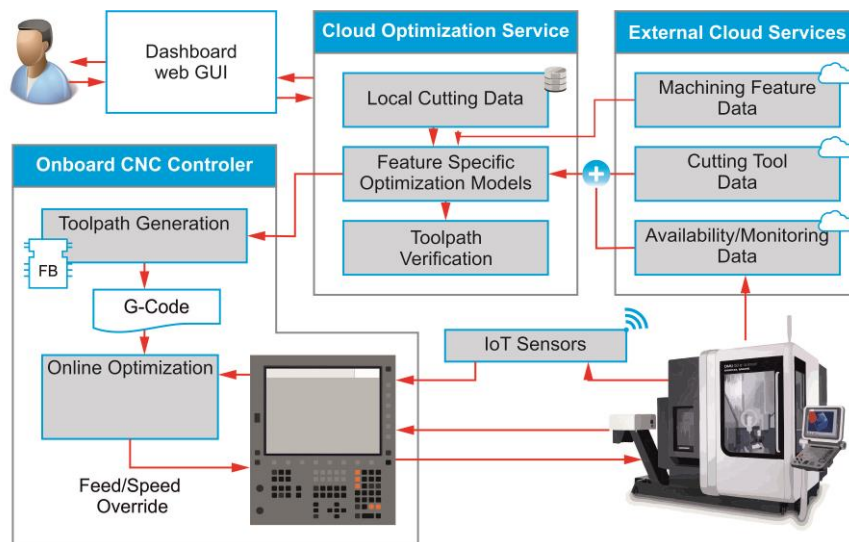 Dashboard
web GUI
Cloud Optimization Service
Local Cutting Data
Feature Specific
Optimization Models
Toolpath
Verification
External Cloud Services
Machining Feature
Data
Cutting Tool
Data
Availability/Monitoring
Data
Onboard CNC Controler
Toolpath Generation
FB
G-Code
Online Optimization
Feed/Speed
Override
IoT Sensors